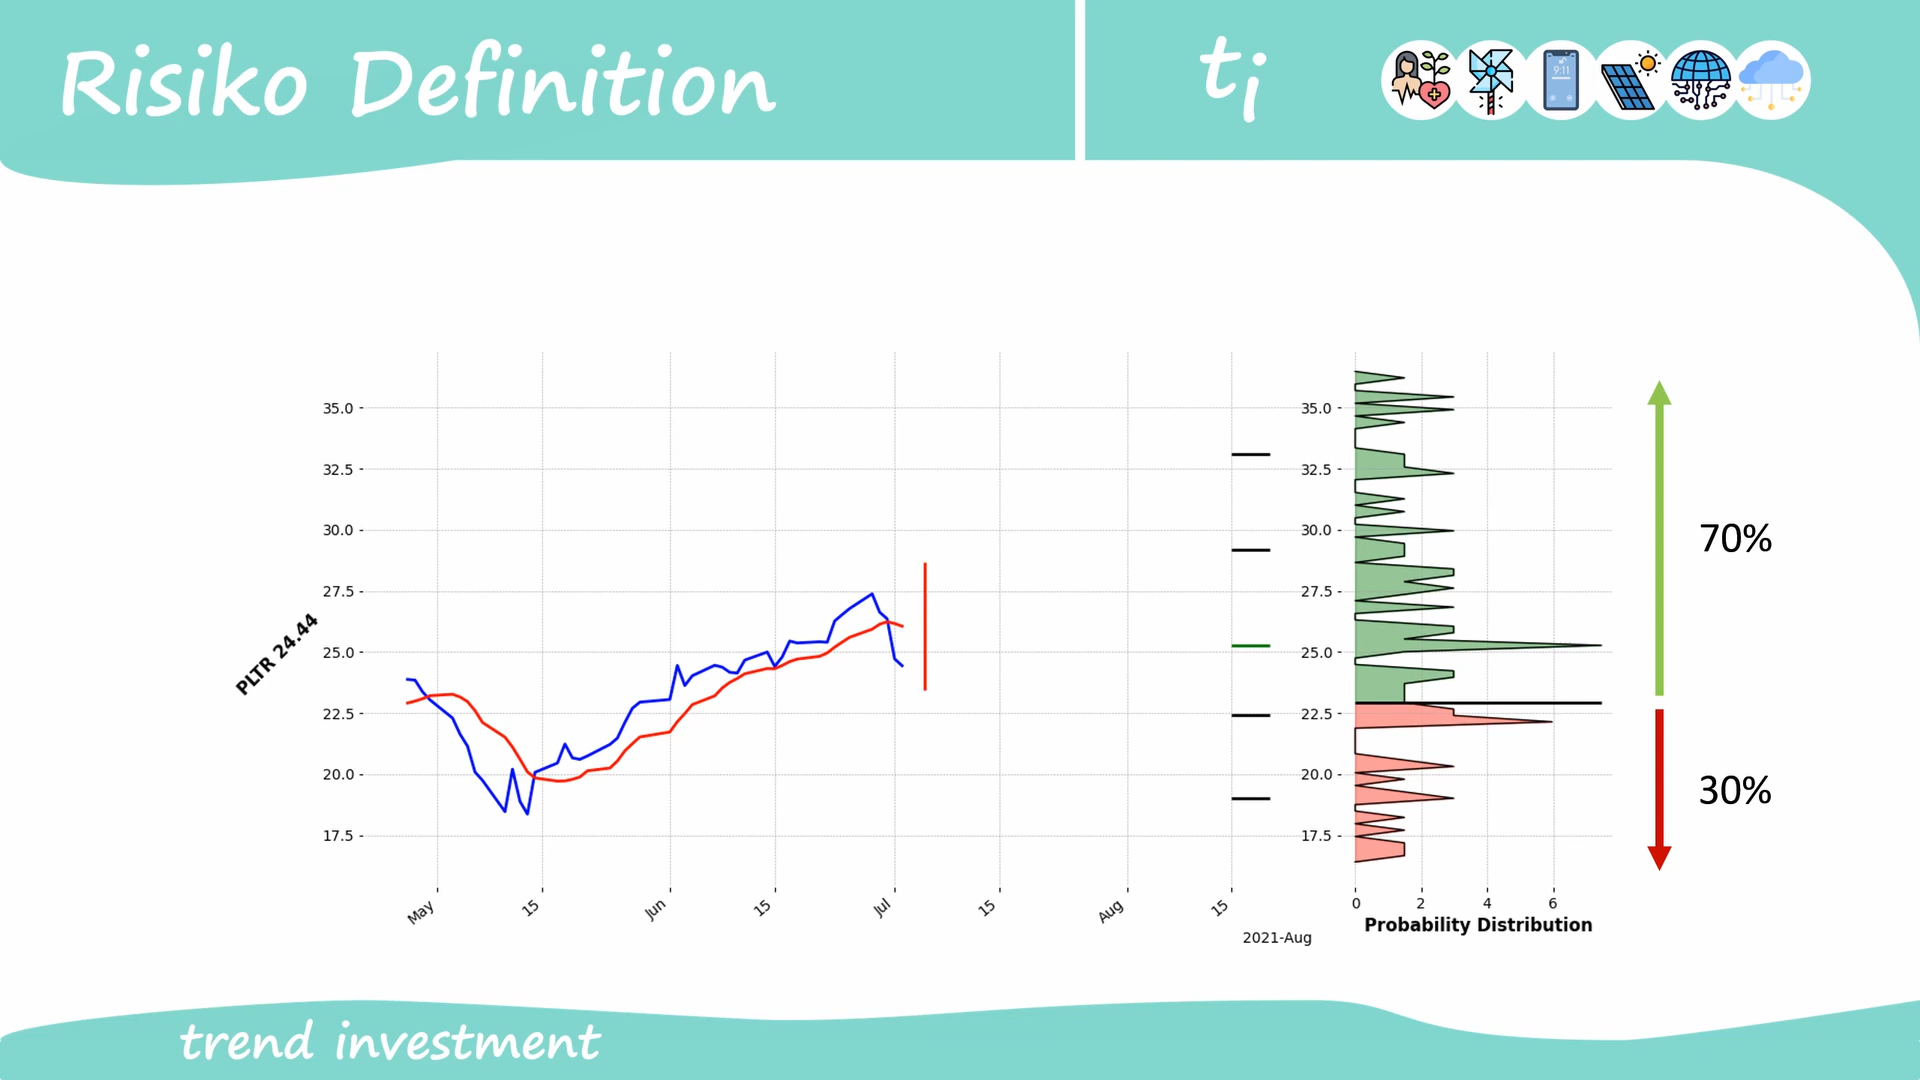 Risiko Definition
ti
9:11
PLTR 24.44
35.0
32.5
30.0
27.5
25.0
22.5
20.0
17.5
May
15
Jun
15
Jul
15
Aug
15
2021-Aug
35.0
32.5
30.0
27.5
25.0
22.5
20.0
17.5
0 2 4 6
Probability Distribution
70%
30%
trend investment